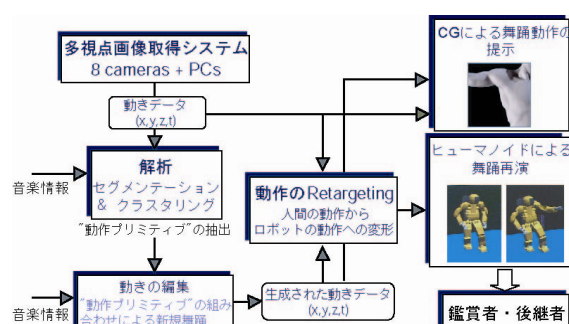 多視点画像取得システム
8 cameras + PCs
動きデータ
(x,y,z,t)
音楽情報
解析
セグメンテーション
& クラスタリング
"動作プリミティブ"の抽出
音楽情報
動きの編集
"動作プリミティブ"の組み
合わせによる新規舞踊
生成された動きデータ
(x,y,z,t)
動作のRetargeting
人間の動作から
ロボットの動作への変形
CGによる舞踊動作の
提示
ヒューマノイドによる
舞踊再演
鑑賞者・後継者